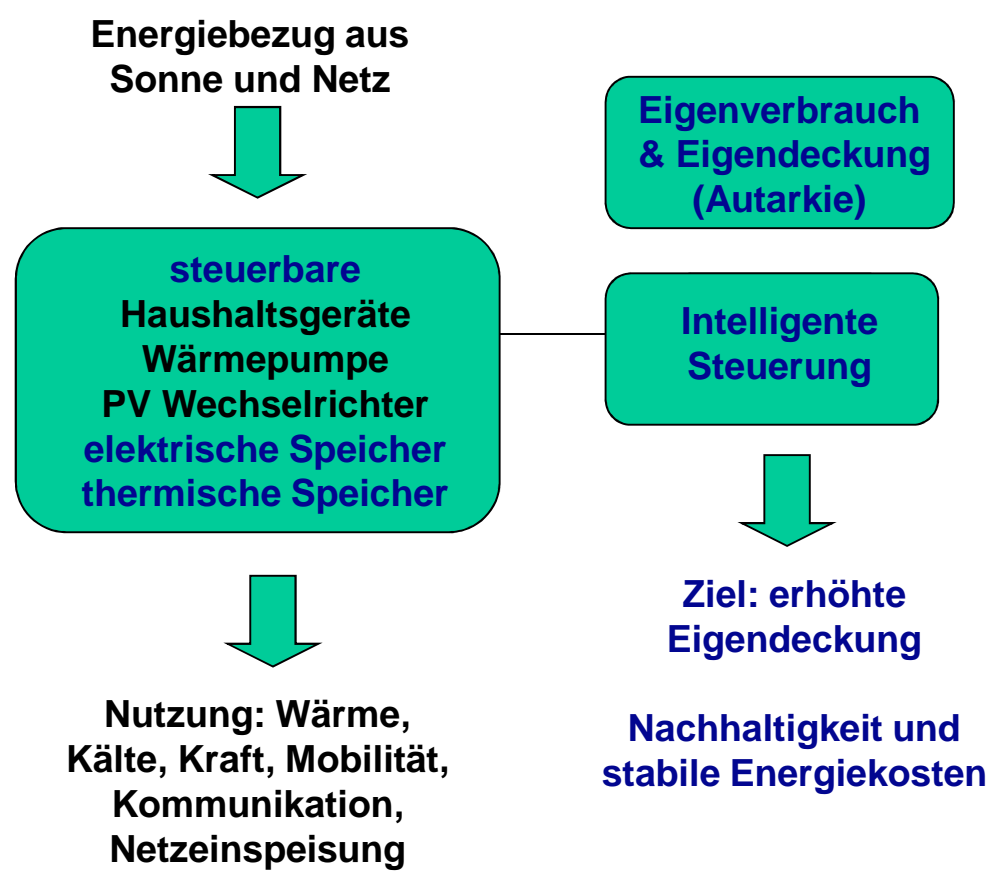 Energiebezug aus
Sonne und Netz
steuerbare
Haushaltsgeräte
Wärmepumpe
PV Wechselrichter
elektrische Speicher
thermische Speicher
Nutzung: Wärme,
Kälte, Kraft, Mobilität,
Kommunikation,
Netzeinspeisung
Eigenverbrauch
& Eigendeckung
(Autarkie)
Intelligente
Steuerung
Ziel: erhöhte
Eigendeckung
Nachhaltigkeit und
stabile Energiekosten